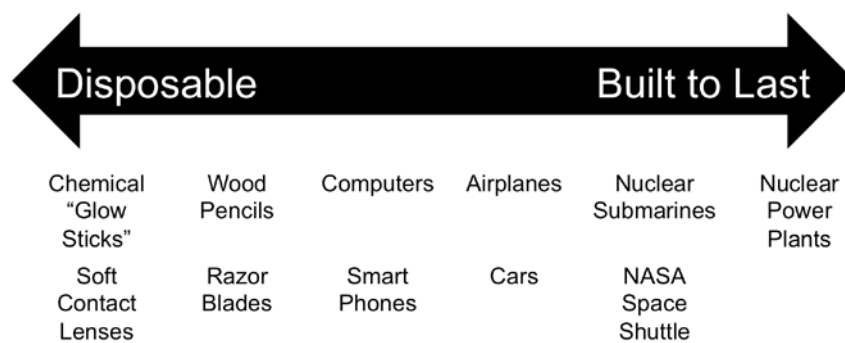 Disposable Built to Last
Chemical Wood Computers Airplanes Nuclear Nuclear
“Glow Pencils Submarines Power
Sticks” Plants
Soft Razor Smart Cars NASA
Contact Blades Phones Space
Lenses Shuttle